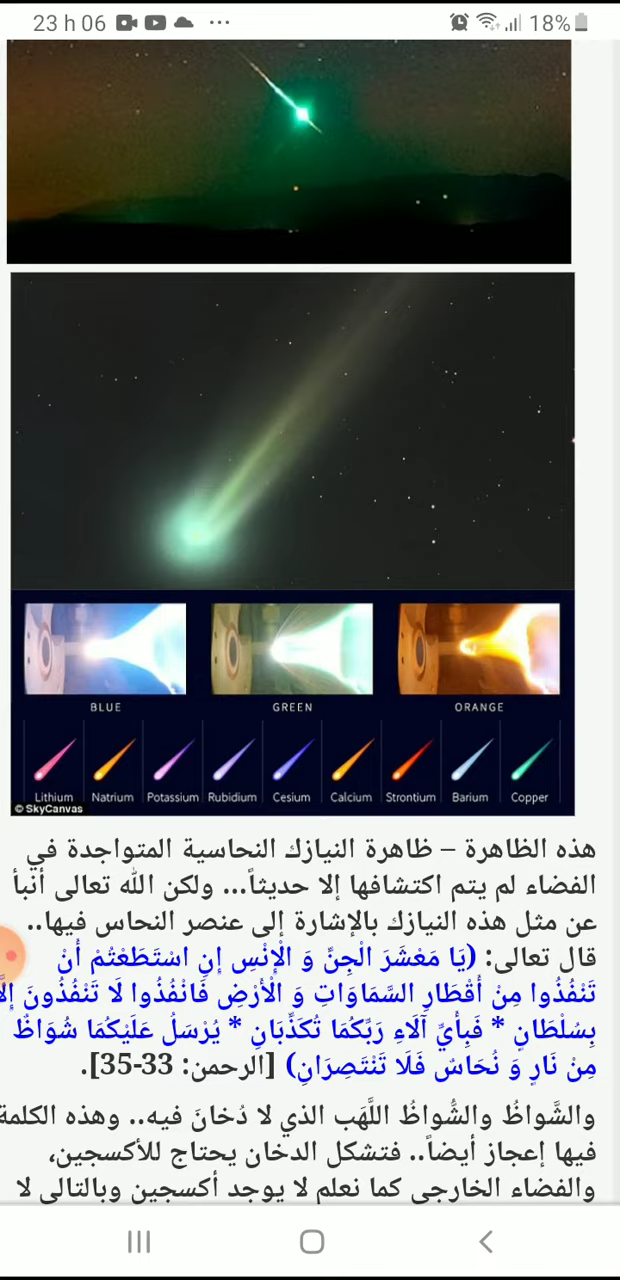 23 h 06
18%
BLUE
GREEN
ORANGE
Lithium
Natrium
Potassium
Rubidium
Cesium
Calcium
Strontium
Barium
Copper
© SkyCanvas
هذه الظاهرة – ظاهرة النيازك النحاسية المتواجدة في
الفضاء لم يتم اكتشافها إلا حديثاً... ولكن الله تعالى أنبأ
عن مثل هذه النيازك بالإشارة إلى عنصر النحاس فيها..
قال تعالى: (يَا مَعْشَرَ الْجِنِّ وَ الْإِنْسِ إِنِ اسْتَطَعْتُمْ أَنْ
تَنْفُذُوا مِنْ أَقْطَارِ السَّمَاوَاتِ وَ الْأَرْضِ فَانْفُذُوا لَا تَنْفُذُونَ إِلَّا
بِسُلْطَانٍ * فَبِأَيِّ آَلَاءِ رَبِّكُمَا تُكَذِّبَانِ * يُرْسَلُ عَلَيْكُمَا شُوَاظٌ
مِنْ نَارٍ وَ نُحَاسٌ فَلَا تَنْتَصِرَانِ) [الرحمن: 33-35].
والشَّواظُ والشُّواظُ اللَّهَب الذي لا دُخانَ فيه.. وهذه الكلمة
فيها إعجاز أيضاً.. فتشكل الدخان يحتاج للأكسجين،
والفضاء الخارجي كما نعلم لا يوجد أكسجين وبالتالي لا